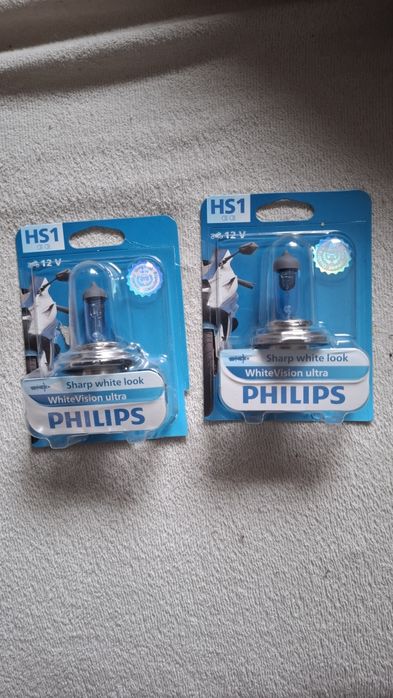 HS1
12 V
Sharp white look
WhiteVision ultra
PHILIPS
HS1
12 V
Sharp white look
WhiteVision ultra
PHILIPS